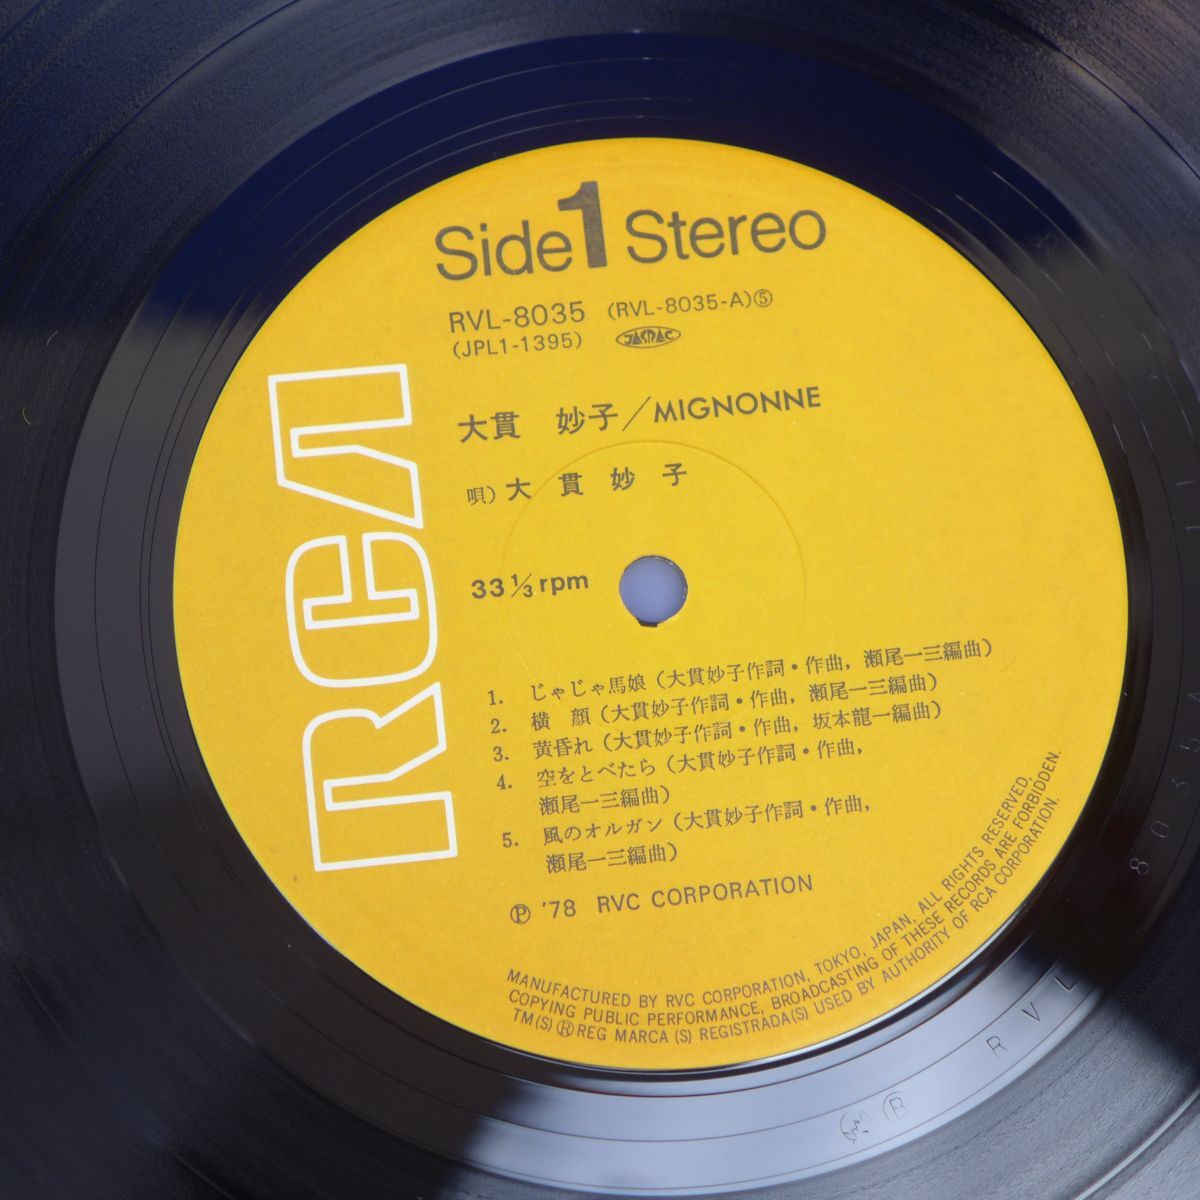 Side 1 Stereo
RVL-8035 (RVL-8035-A)⑤
(JPL1-1395) JASRAC
大貫 妙子／MIGNONNE
唄) 大貫妙子
RCA
33 1/3 rpm
1. じゃじゃ馬娘 (大貫妙子作詞・作曲, 瀬尾一三編曲)
2. 横 顔 (大貫妙子作詞・作曲, 瀬尾一三編曲)
3. 黄昏れ (大貫妙子作詞・作曲, 坂本龍一編曲)
4. 空をとべたら (大貫妙子作詞・作曲,
瀬尾一三編曲)
5. 風のオルガン (大貫妙子作詞・作曲,
瀬尾一三編曲)
Ⓟ '78 RVC CORPORATION
MANUFACTURED BY RVC CORPORATION, TOKYO, JAPAN, ALL RIGHTS RESERVED,
COPYING PUBLIC PERFORMANCE, BROADCASTING OF THESE RECORDS ARE FORBIDDEN.
TM(S) ® REG MARCA (S) REGISTRADA(S) USED BY AUTHORITY OF RCA CORPORATION.